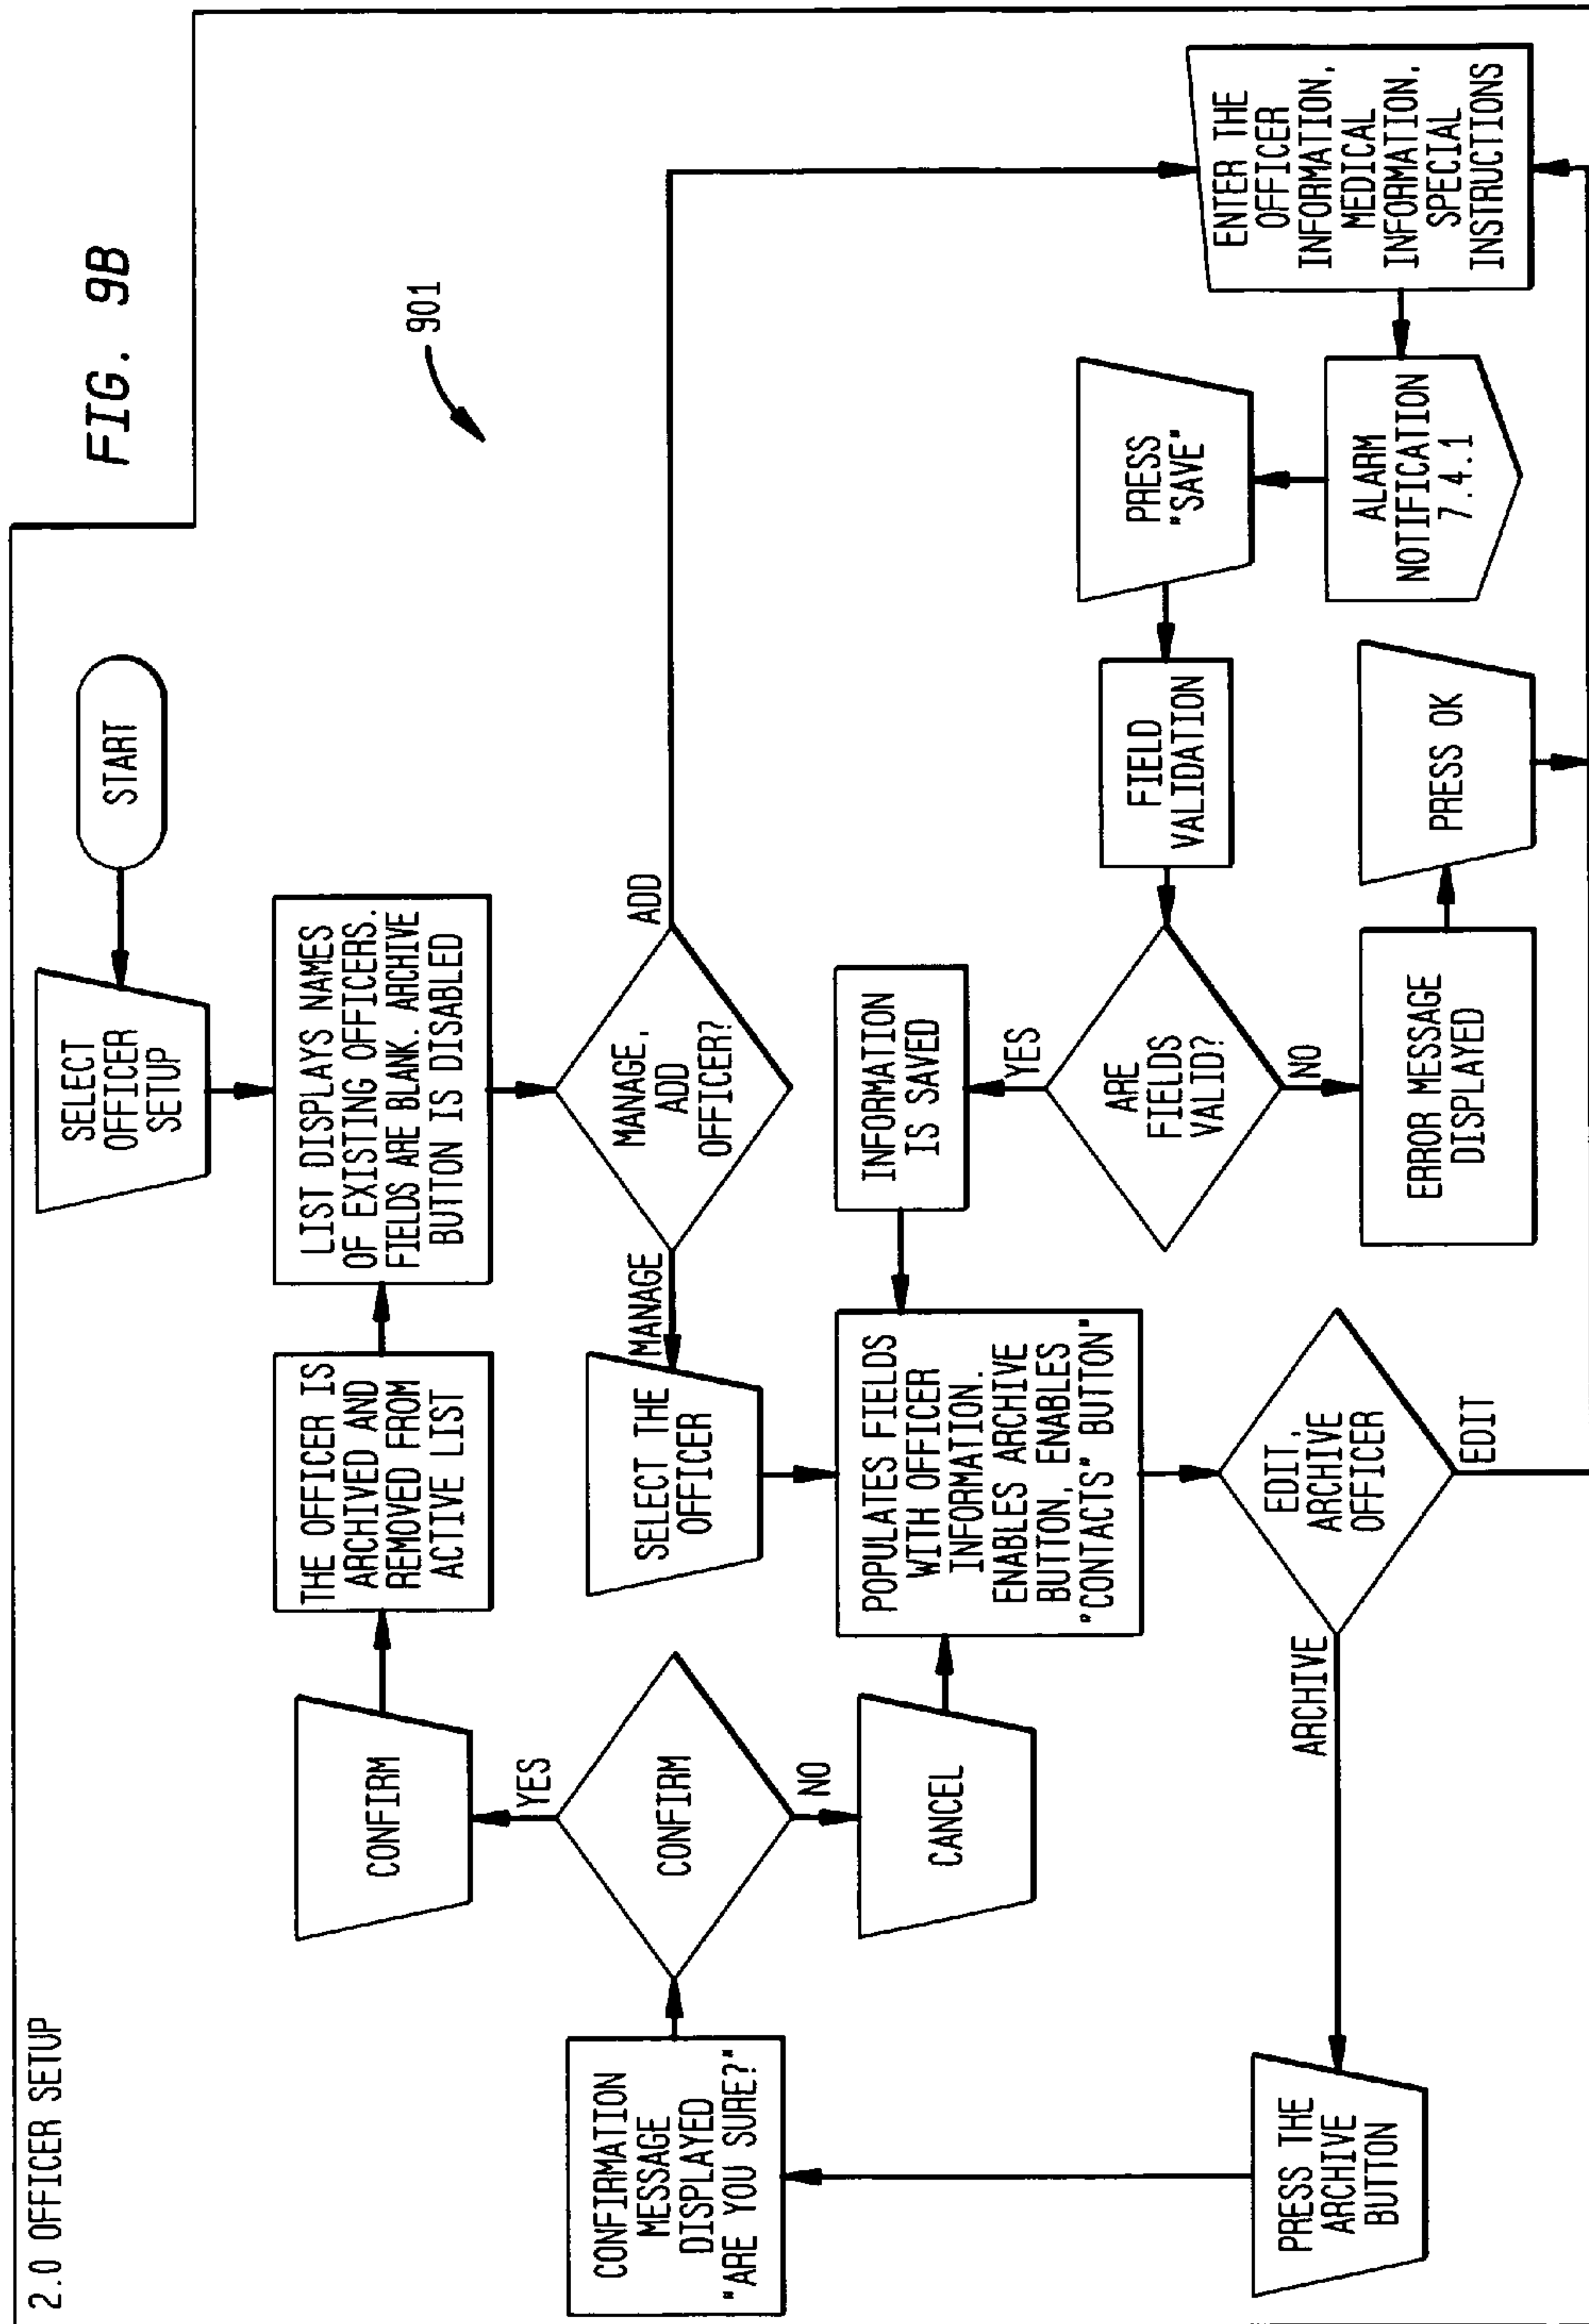 2.0 OFFICER SETUP
FIG. 9B
901
START
SELECT
OFFICER
SETUP
LIST DISPLAYS NAMES
OF EXISTING OFFICERS.
FIELDS ARE BLANK. ARCHIVE
BUTTON IS DISABLED
THE OFFICER IS
ARCHIVED AND
REMOVED FROM
ACTIVE LIST
CONFIRM
YES
CONFIRM
NO
CANCEL
CONFIRMATION
MESSAGE
DISPLAYED
"ARE YOU SURE?"
MANAGE,
ADD
OFFICER?
MANAGE
ADD
SELECT THE
OFFICER
POPULATES FIELDS
WITH OFFICER
INFORMATION.
ENABLES ARCHIVE
BUTTON, ENABLES
"CONTACTS" BUTTON"
INFORMATION
IS SAVED
YES
ARE
FIELDS
VALID?
NO
FIELD
VALIDATION
PRESS
"SAVE"
ENTER THE
OFFICER
INFORMATION,
MEDICAL
INFORMATION,
SPECIAL
INSTRUCTIONS
ALARM
NOTIFICATION
7.4.1
ERROR MESSAGE
DISPLAYED
PRESS OK
EDIT,
ARCHIVE
OFFICER
ARCHIVE
EDIT
PRESS THE
ARCHIVE
BUTTON